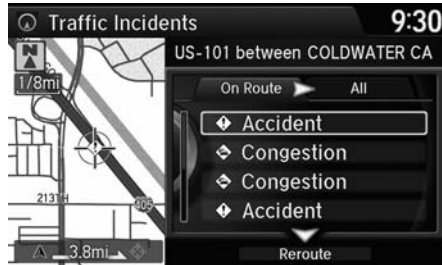 Traffic Incidents
9:30
N
US-101 between COLDWATER CA
1/8mi
On Route
All
Accident
Congestion
Congestion
213TH
405
Accident
3.8mi
Reroute